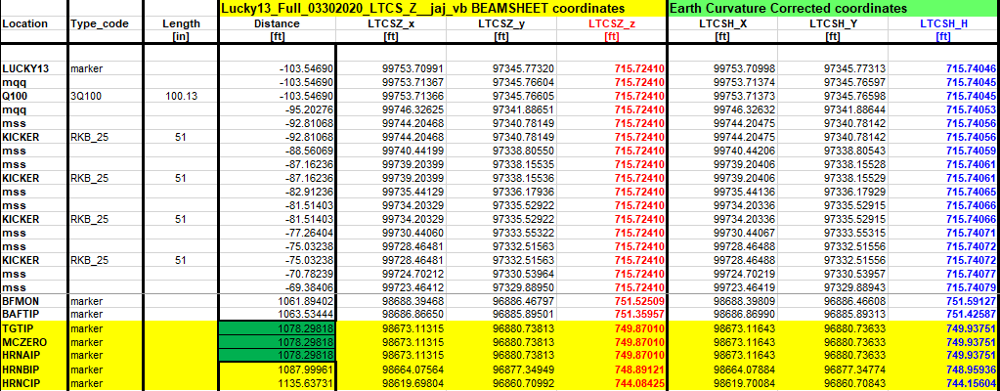 Lucky13_Full_03302020_LTCS_Z__jaj_vb BEAMSHEET coordinates Earth Curvature Corrected coordinates
Location Type_code Length Distance LTCSZ_x LTCSZ_y LTCSZ_z LTCSH_X LTCSH_Y LTCSH_H
[in] [ft] [ft] [ft] [ft] [ft] [ft] [ft]
LUCKY13 marker -103.54690 99753.70991 97345.77320 715.72410 99753.70998 97345.77313 715.74046
mqq -103.54690 99753.71367 97345.76604 715.72410 99753.71374 97345.76597 715.74045
Q100 3Q100 100.13 -103.54690 99753.71366 97345.76605 715.72410 99753.71373 97345.76598 715.74045
mqq -95.20276 99746.32625 97341.88651 715.72410 99746.32632 97341.88644 715.74053
mss -92.81068 99744.20468 97340.78149 715.72410 99744.20475 97340.78142 715.74056
KICKER RKB_25 51 -92.81068 99744.20468 97340.78149 715.72410 99744.20475 97340.78142 715.74056
mss -88.56069 99740.44199 97338.80550 715.72410 99740.44206 97338.80543 715.74059
mss -87.16236 99739.20399 97338.15535 715.72410 99739.20406 97338.15528 715.74061
KICKER RKB_25 51 -87.16236 99739.20399 97338.15536 715.72410 99739.20406 97338.15529 715.74061
mss -82.91236 99735.44129 97336.17936 715.72410 99735.44136 97336.17929 715.74065
mss -81.51403 99734.20329 97335.52922 715.72410 99734.20336 97335.52915 715.74066
KICKER RKB_25 51 -81.51403 99734.20329 97335.52922 715.72410 99734.20336 97335.52915 715.74066
mss -77.26404 99730.44060 97333.55322 715.72410 99730.44067 97333.55315 715.74071
mss -75.03238 99728.46481 97332.51563 715.72410 99728.46488 97332.51556 715.74072
KICKER RKB_25 51 -75.03238 99728.46481 97332.51563 715.72410 99728.46488 97332.51556 715.74072
mss -70.78239 99724.70212 97330.53964 715.72410 99724.70219 97330.53957 715.74077
mss -69.38406 99723.46412 97329.88950 715.72410 99723.46419 97329.88943 715.74079
BFMON marker 1061.89402 98688.39468 96886.46797 751.52509 98688.39809 96886.46608 751.59127
BAFTIP marker 1063.53444 98686.86650 96885.89501 751.35957 98686.86990 96885.89313 751.42587
TGTIP marker 1078.29818 98673.11315 96880.73813 749.87010 98673.11643 96880.73633 749.93751
MCZERO marker 1078.29818 98673.11315 96880.73813 749.87010 98673.11643 96880.73633 749.93751
HRNAIP marker 1078.29818 98673.11315 96880.73813 749.87010 98673.11643 96880.73633 749.93751
HRNBIP marker 1087.99961 98664.07564 96877.34949 748.89121 98664.07884 96877.34774 748.95936
HRNCIP marker 1135.63731 98619.69804 96860.70992 744.08425 98619.70084 96860.70843 744.15604